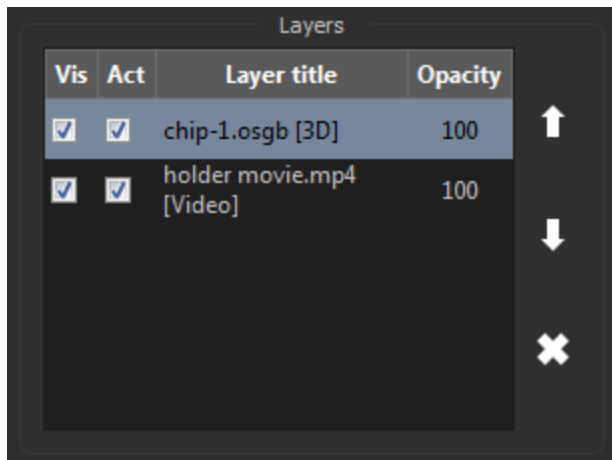 Layers
Vis Act Layer title Opacity
chip-1.osgb [3D] 100
holder movie.mp4
[Video] 100